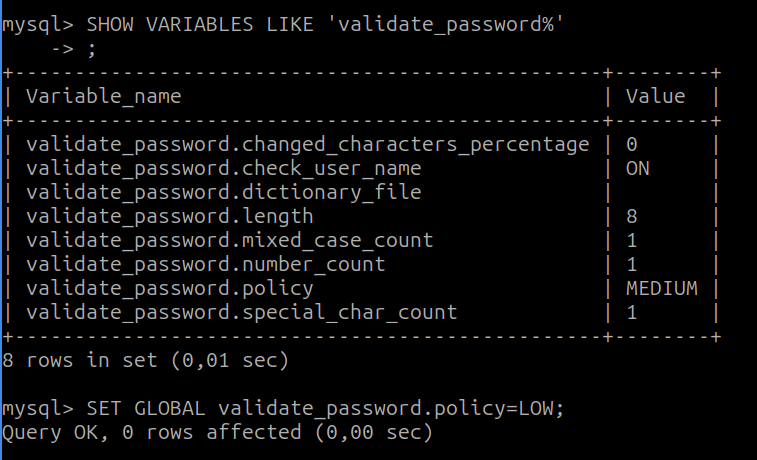 mysql> SHOW VARIABLES LIKE 'validate_password%'
    -> ;
+-------------------------------------------------+--------+
| Variable_name                                   | Value  |
+-------------------------------------------------+--------+
| validate_password.changed_characters_percentage | 0      |
| validate_password.check_user_name               | ON     |
| validate_password.dictionary_file               |        |
| validate_password.length                        | 8      |
| validate_password.mixed_case_count              | 1      |
| validate_password.number_count                  | 1      |
| validate_password.policy                        | MEDIUM |
| validate_password.special_char_count            | 1      |
+-------------------------------------------------+--------+
8 rows in set (0,01 sec)

mysql> SET GLOBAL validate_password.policy=LOW;
Query OK, 0 rows affected (0,00 sec)